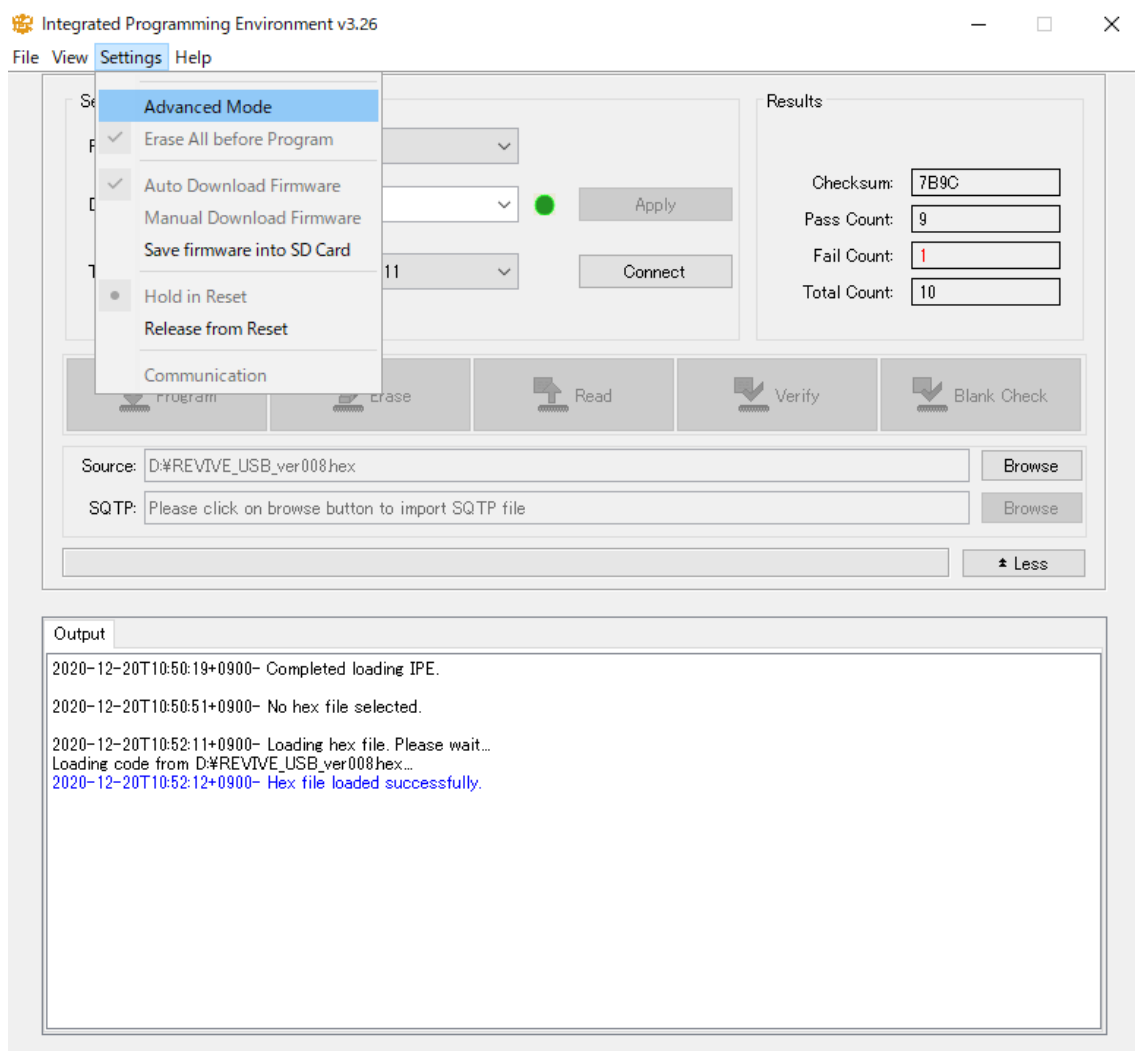 Integrated Programming Environment v3.26
File View Settings Help
Advanced Mode
Erase All before Program
Auto Download Firmware
Manual Download Firmware
Save firmware into SD Card
Hold in Reset
Release from Reset
Communication
11
Apply
Connect
Results
Checksum: 7B9C
Pass Count: 9
Fail Count: 1
Total Count: 10
Program Erase Read Verify Blank Check
Source: D:¥REVIVE_USB_ver008.hex Browse
SQTP: Please click on browse button to import SQTP file Browse
Less
Output
2020-12-20T10:50:19+0900- Completed loading IPE.
2020-12-20T10:50:51+0900- No hex file selected.
2020-12-20T10:52:11+0900- Loading hex file. Please wait...
Loading code from D:¥REVIVE_USB_ver008.hex...
2020-12-20T10:52:12+0900- Hex file loaded successfully.